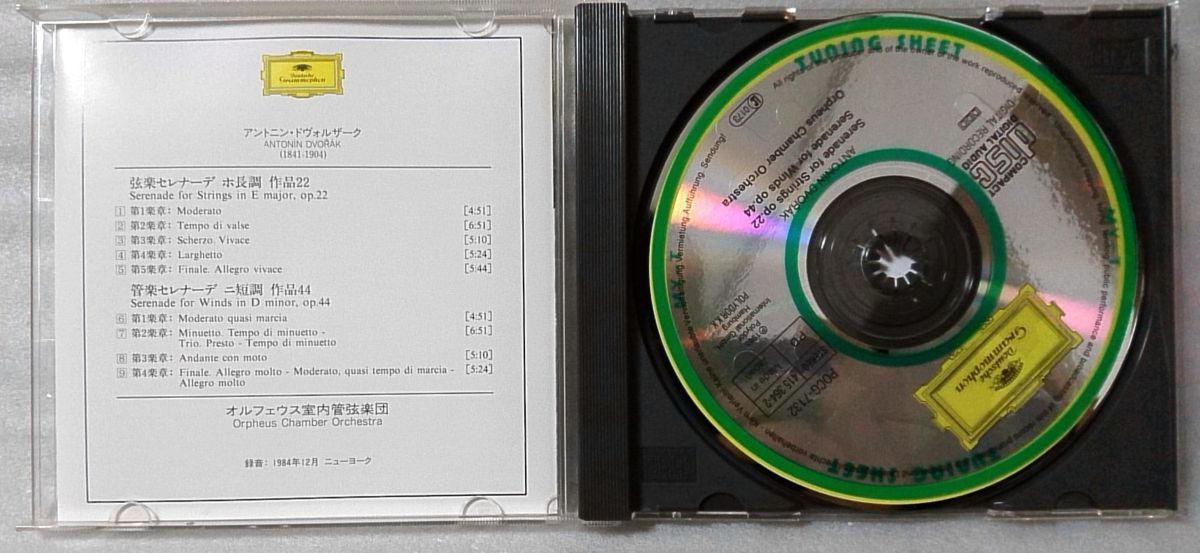 Deutsche
Grammophon
アントニン・ドヴォルザーク
ANTONÍN DVOŘÁK
(1841-1904)
弦楽セレナーデ ホ長調 作品22
Serenade for Strings in E major, op.22
1 第1楽章: Moderato [4:51]
2 第2楽章: Tempo di valse [6:51]
3 第3楽章: Scherzo. Vivace [5:10]
4 第4楽章: Larghetto [5:24]
5 第5楽章: Finale. Allegro vivace [5:44]
管楽セレナーデ ニ短調 作品44
Serenade for Winds in D minor, op.44
6 第1楽章: Moderato quasi marcia [4:51]
7 第2楽章: Minuetto. Tempo di minuetto - [6:51]
Trio. Presto - Tempo di minuetto
8 第3楽章: Andante con moto [5:10]
9 第4楽章: Finale. Allegro molto - Moderato, quasi tempo di marcia - [5:24]
Allegro molto
オルフェウス室内管弦楽団
Orpheus Chamber Orchestra
録音: 1984年12月 ニューヨーク
TUNING SHEET
TUNING SHEET
COMPACT
disc
DIGITAL AUDIO
DIGITAL RECORDING
ANTONÍN DVOŘÁK
Serenade for Strings op.22
Serenade for Winds op.44
Orpheus Chamber Orchestra
Deutsche
Grammophon
POCG-7132
415 364-2
Made in
Polydor
International GmbH
Hamburg
POLYDOR K.K.